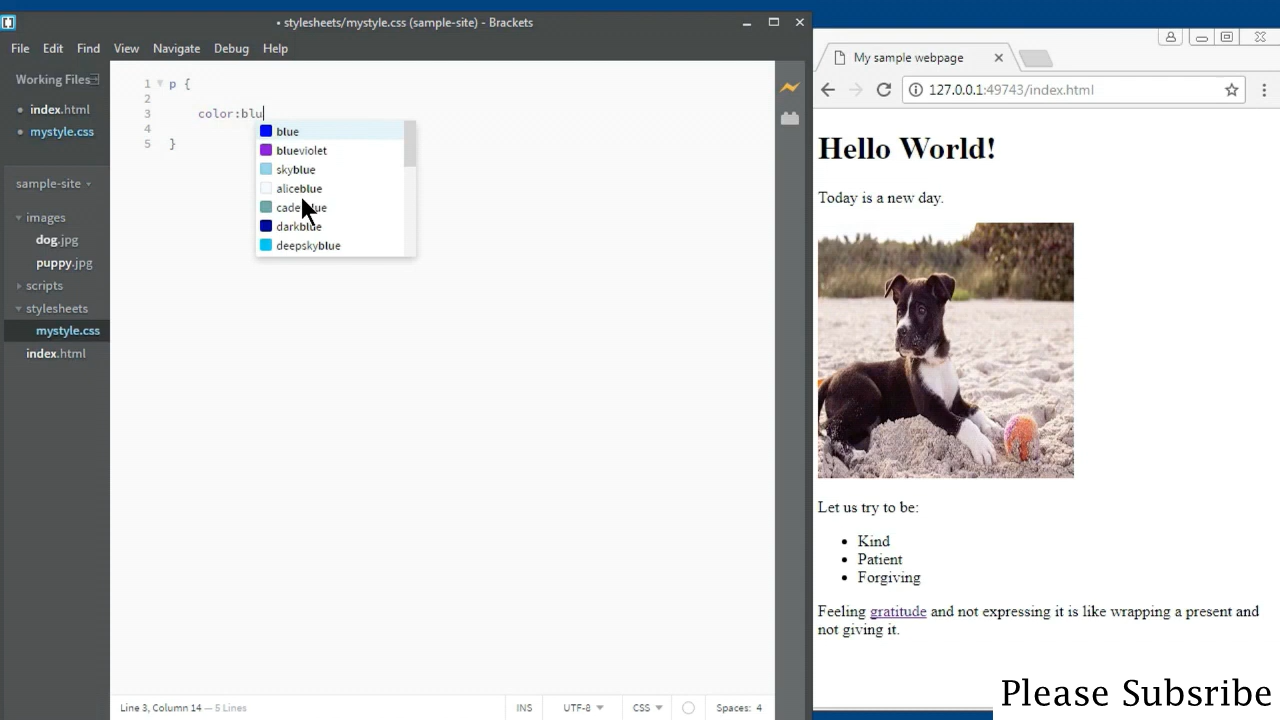 • stylesheets/mystyle.css (sample-site) - Brackets
File Edit Find View Navigate Debug Help
Working Files
index.html
mystyle.css
sample-site
images
dog.jpg
puppy.jpg
scripts
stylesheets
mystyle.css
index.html
1 p {
2
3 color:blu
4
5 }
blue
blueviolet
skyblue
aliceblue
darkblue
deepskyblue
Line 3, Column 14 — 5 Lines
INS UTF-8 CSS Spaces: 4
My sample webpage
127.0.0.1:49743/index.html
Hello World!
Today is a new day.
Let us try to be:
• Kind
• Patient
• Forgiving
Feeling gratitude and not expressing it is like wrapping a present and
not giving it.
Please Subsribe